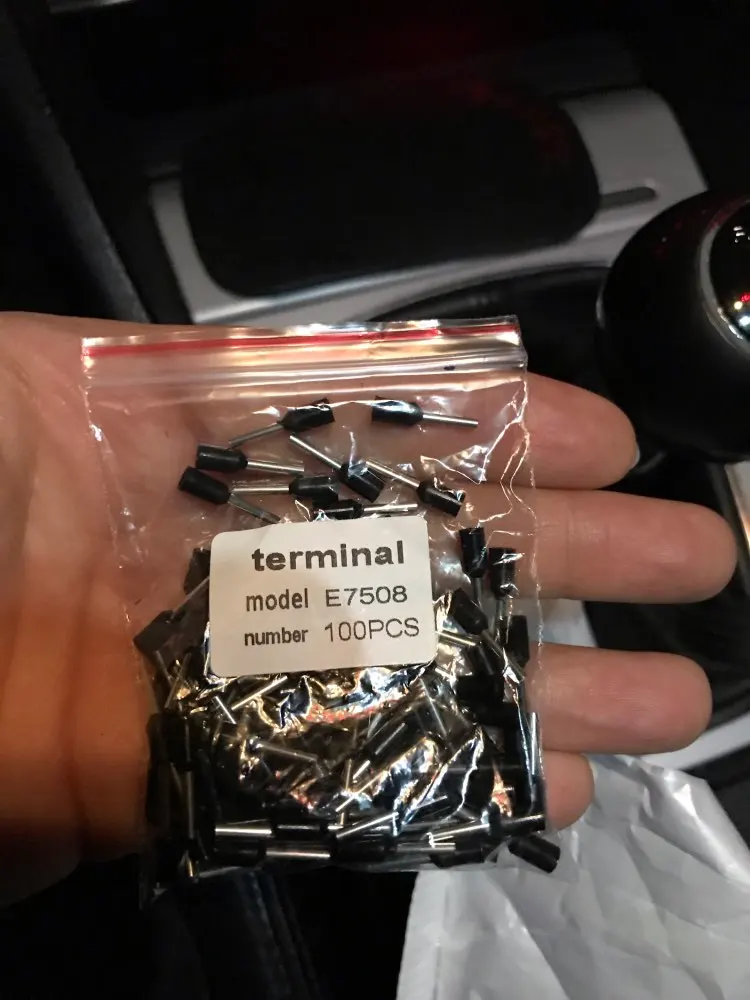 terminal
model E7508
number 100PCS